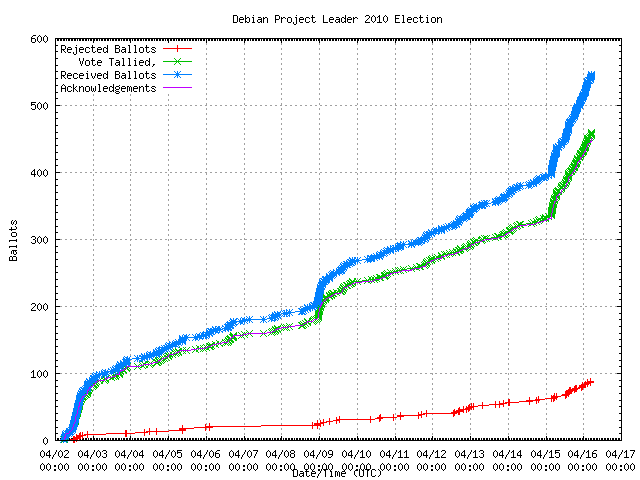 Debian Project Leader 2010 Election
600
500
400
300
200
100
0
Ballots
Rejected Ballots
Vote Tallied,
Received Ballots
Acknowledgements
04/02 04/03 04/04 04/05 04/06 04/07 04/08 04/09 04/10 04/11 04/12 04/13 04/14 04/15 04/16 04/17
00:00 00:00 00:00 00:00 00:00 00:00 00:00 00:00 00:00 00:00 00:00 00:00 00:00 00:00 00:00 00:00
Date/Time (UTC)